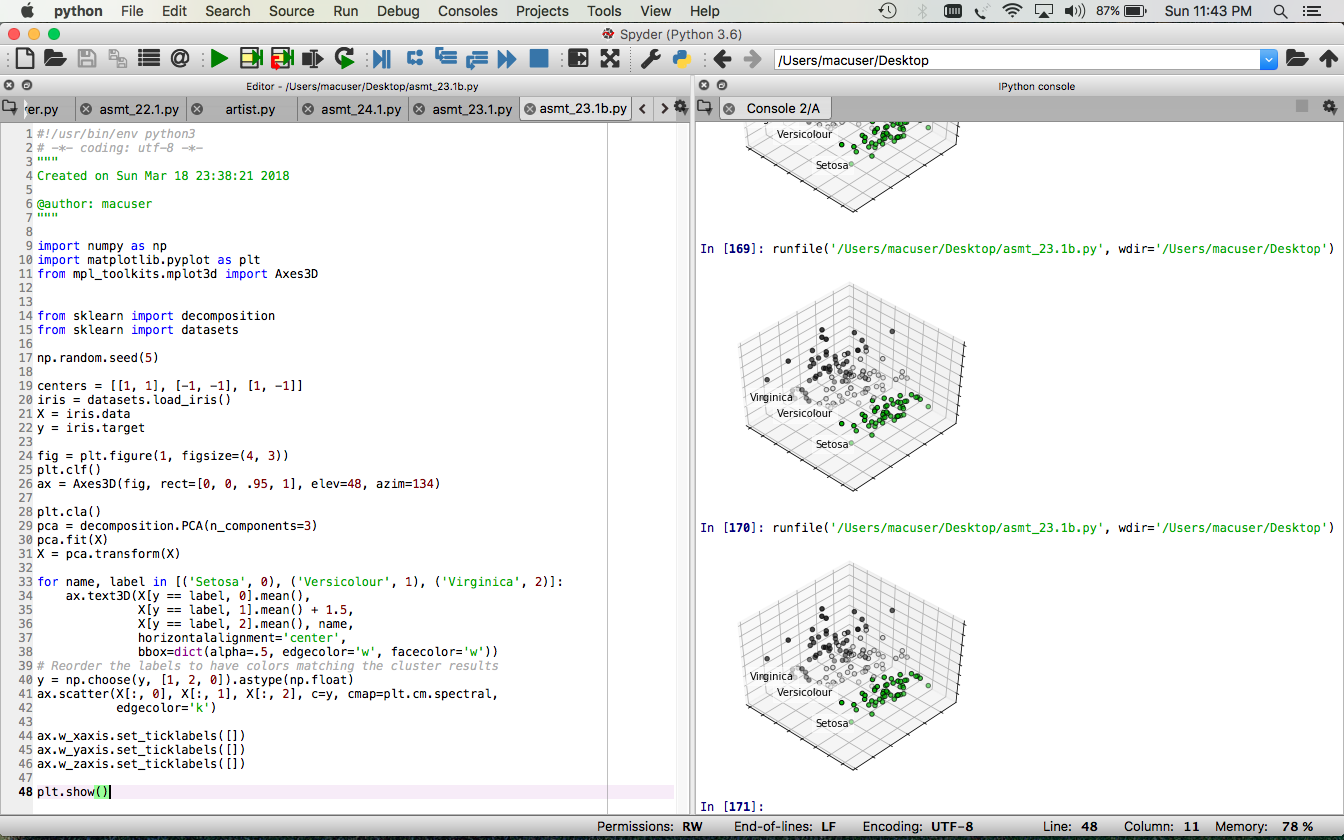 python File Edit Search Source Run Debug Consoles Projects Tools View Help 87% Sun 11:43 PM
Spyder (Python 3.6)
/Users/macuser/Desktop
Editor - /Users/macuser/Desktop/asmt_23.1b.py
er.py asmt_22.1.py artist.py asmt_24.1.py asmt_23.1.py asmt_23.1b.py
1 #!/usr/bin/env python3
2 # -*- coding: utf-8 -*-
3 """
4 Created on Sun Mar 18 23:38:21 2018
5
6 @author: macuser
7 """
8
9 import numpy as np
10 import matplotlib.pyplot as plt
11 from mpl_toolkits.mplot3d import Axes3D
12
13
14 from sklearn import decomposition
15 from sklearn import datasets
16
17 np.random.seed(5)
18
19 centers = [[1, 1], [-1, -1], [1, -1]]
20 iris = datasets.load_iris()
21 X = iris.data
22 y = iris.target
23
24 fig = plt.figure(1, figsize=(4, 3))
25 plt.clf()
26 ax = Axes3D(fig, rect=[0, 0, .95, 1], elev=48, azim=134)
27
28 plt.cla()
29 pca = decomposition.PCA(n_components=3)
30 pca.fit(X)
31 X = pca.transform(X)
32
33 for name, label in [('Setosa', 0), ('Versicolour', 1), ('Virginica', 2)]:
34     ax.text3D(X[y == label, 0].mean(),
35               X[y == label, 1].mean() + 1.5,
36               X[y == label, 2].mean(), name,
37               horizontalalignment='center',
38               bbox=dict(alpha=.5, edgecolor='w', facecolor='w'))
39 # Reorder the labels to have colors matching the cluster results
40 y = np.choose(y, [1, 2, 0]).astype(np.float)
41 ax.scatter(X[:, 0], X[:, 1], X[:, 2], c=y, cmap=plt.cm.spectral,
42            edgecolor='k')
43
44 ax.w_xaxis.set_ticklabels([])
45 ax.w_yaxis.set_ticklabels([])
46 ax.w_zaxis.set_ticklabels([])
47
48 plt.show()
IPython console
Console 2/A
Versicolour
Setosa
In [169]: runfile('/Users/macuser/Desktop/asmt_23.1b.py', wdir='/Users/macuser/Desktop')
Virginica
Versicolour
Setosa
In [170]: runfile('/Users/macuser/Desktop/asmt_23.1b.py', wdir='/Users/macuser/Desktop')
Virginica
Versicolour
Setosa
In [171]:
Permissions: RW End-of-lines: LF Encoding: UTF-8 Line: 48 Column: 11 Memory: 78 %